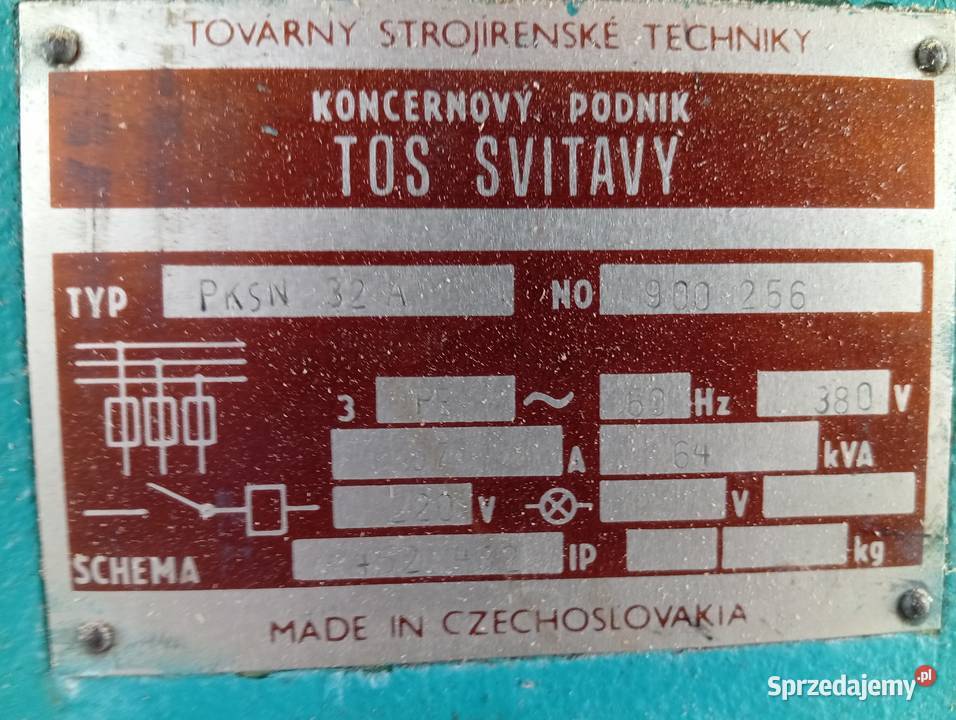 TOVÁRNY STROJÍRENSKÉ TECHNIKY
KONCERNOVÝ PODNIK
TOS SVITAVY
TYP PKSN 32 A NO 900 256
3 ~ Hz 380 V
A 64 kVA
220 V V
SCHEMA IP kg
MADE IN CZECHOSLOVAKIA
Sprzedajemy.pl